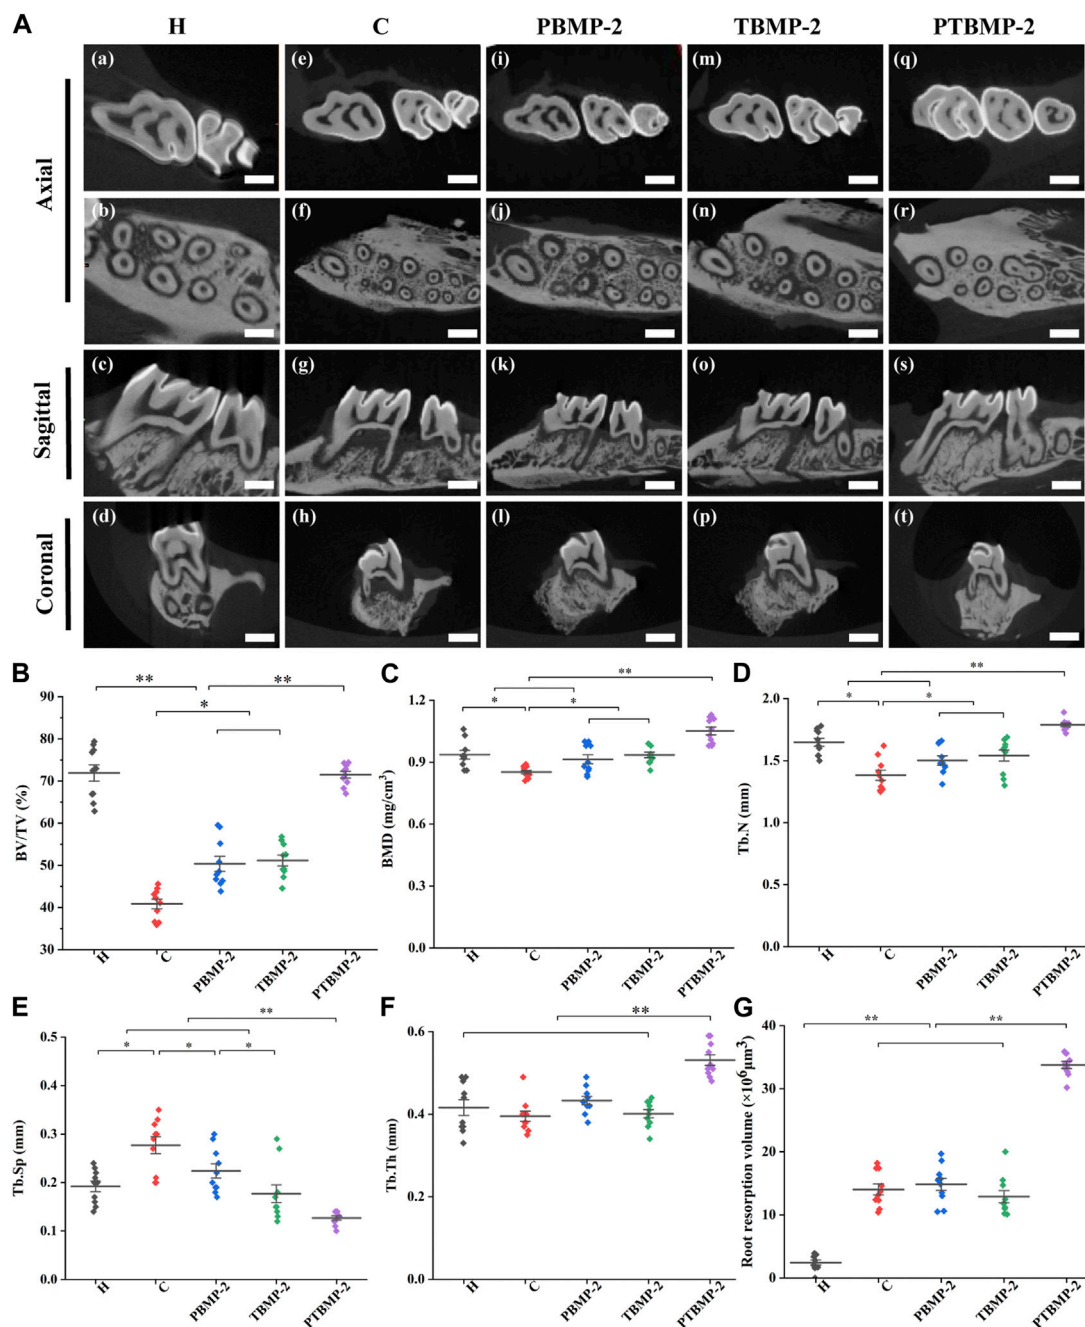 A
H C PBMP-2 TBMP-2 PTBMP-2
Axial
(a) (e) (i) (m) (q)
(b) (f) (j) (n) (r)
Sagittal
(c) (g) (k) (o) (s)
Coronal
(d) (h) (l) (p) (t)
B
** **
*
BV/TV (%)
90
80
70
60
50
40
30
H C PBMP-2 TBMP-2 PTBMP-2
C
**
* *
BMD (mg/cm³)
1.2
0.9
0.6
0.3
0.0
H C PBMP-2 TBMP-2 PTBMP-2
D
**
* *
Tb.N (mm)
2.0
1.5
1.0
0.5
0.0
H C PBMP-2 TBMP-2 PTBMP-2
E
**
* * *
Tb.Sp (mm)
0.5
0.4
0.3
0.2
0.1
0.0
H C PBMP-2 TBMP-2 PTBMP-2
F
**
Tb.Th (mm)
0.6
0.4
0.2
0.0
H C PBMP-2 TBMP-2 PTBMP-2
G
** **
Root resorption volume (×10⁶μm³)
40
30
20
10
0
H C PBMP-2 TBMP-2 PTBMP-2